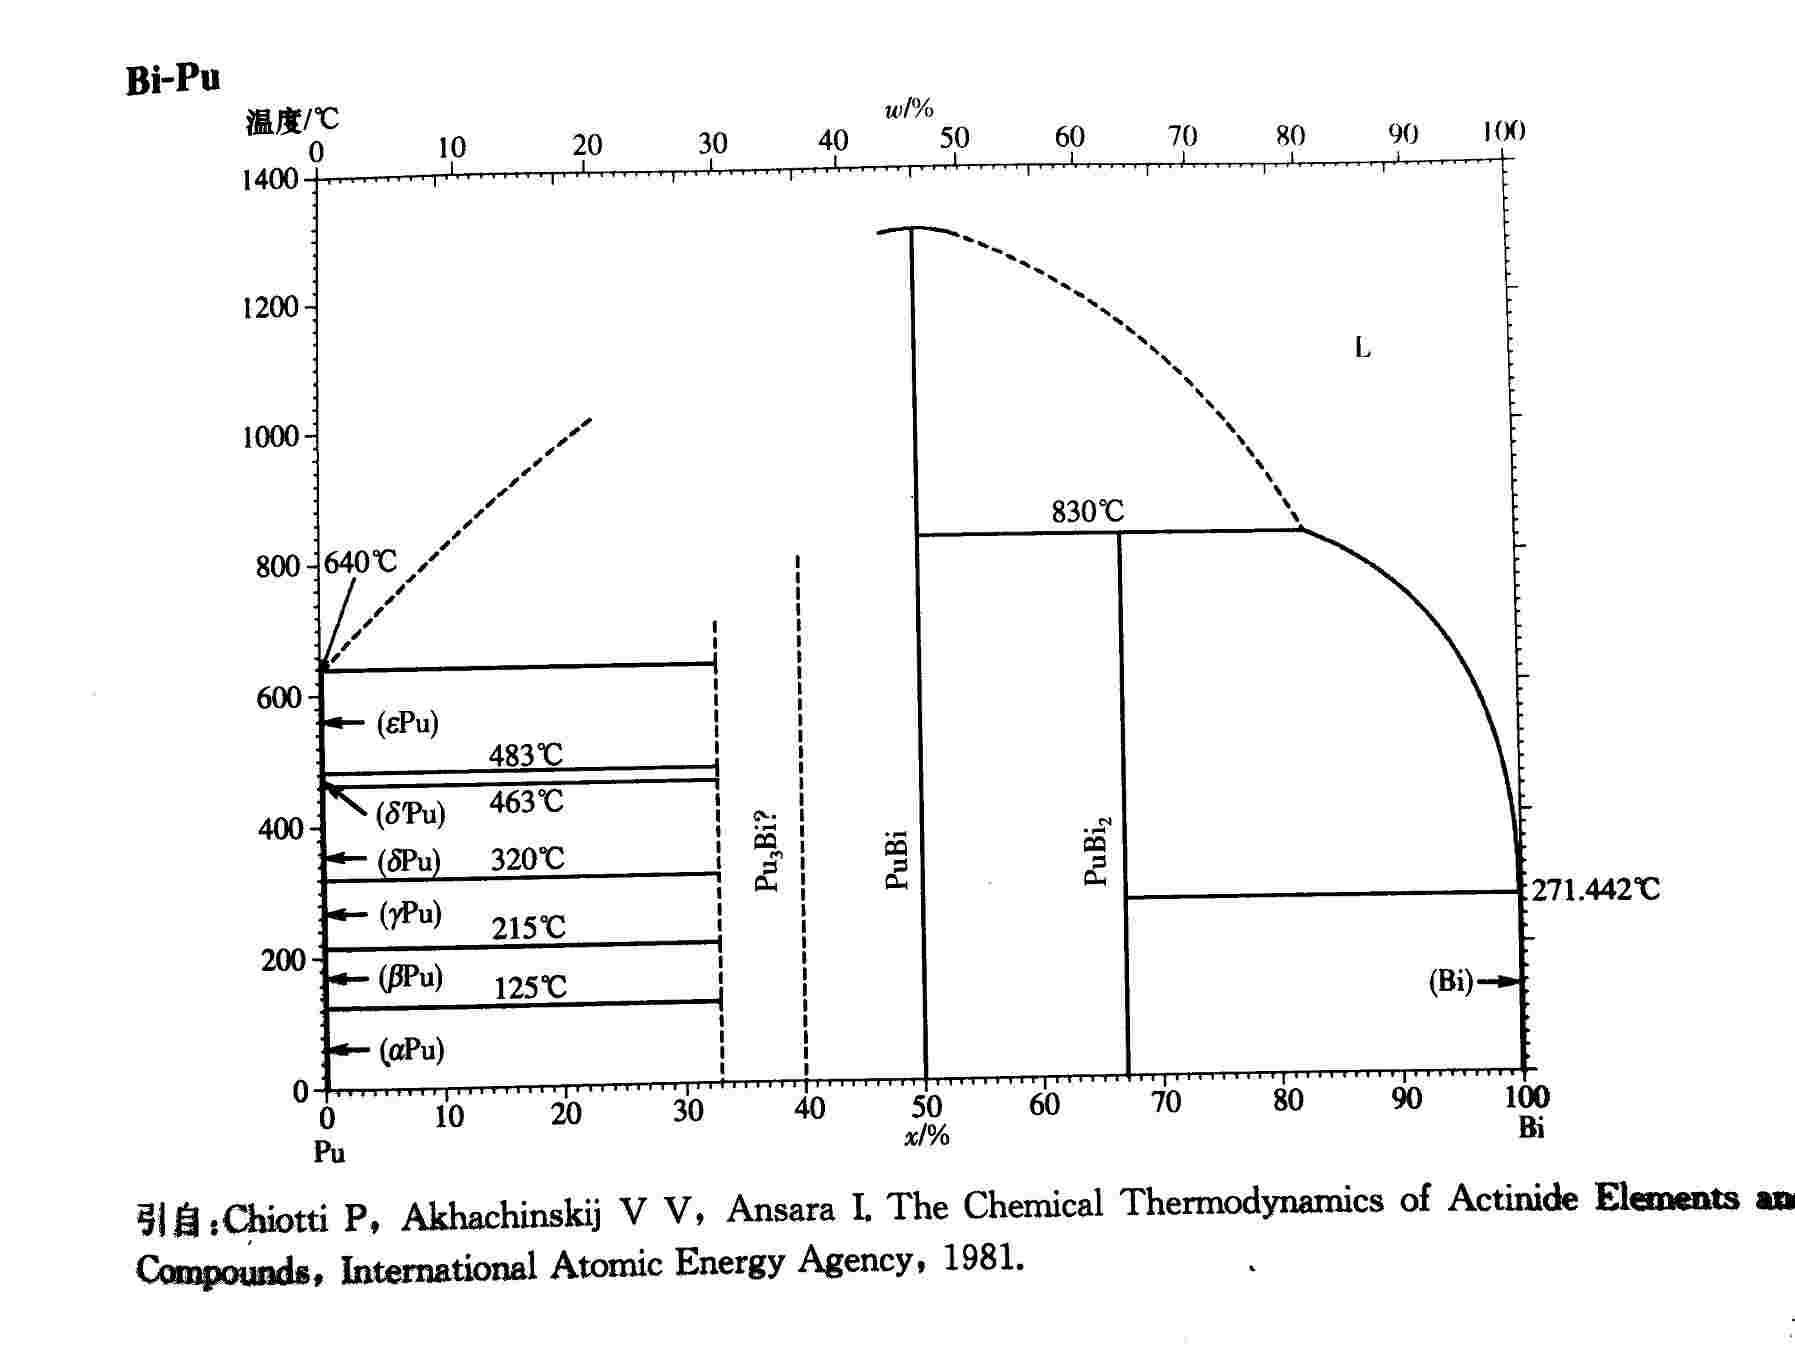 Bi-Pu
温度/℃
w/%
0 10 20 30 40 50 60 70 80 90 100
1400
1200
L
1000
830℃
800
640℃
600
(εPu)
483℃
463℃
(δ'Pu)
400
(δPu)
320℃
Pu₃Bi?
PuBi
PuBi₂
271.442℃
(γPu)
215℃
200
(βPu)
125℃
(Bi)
(αPu)
0
0 10 20 30 40 50 60 70 80 90 100
Pu
x/%
Bi
引自:Chiotti P, Akhachinskij V V, Ansara I. The Chemical Thermodynamics of Actinide Elements an
Compounds, International Atomic Energy Agency, 1981.